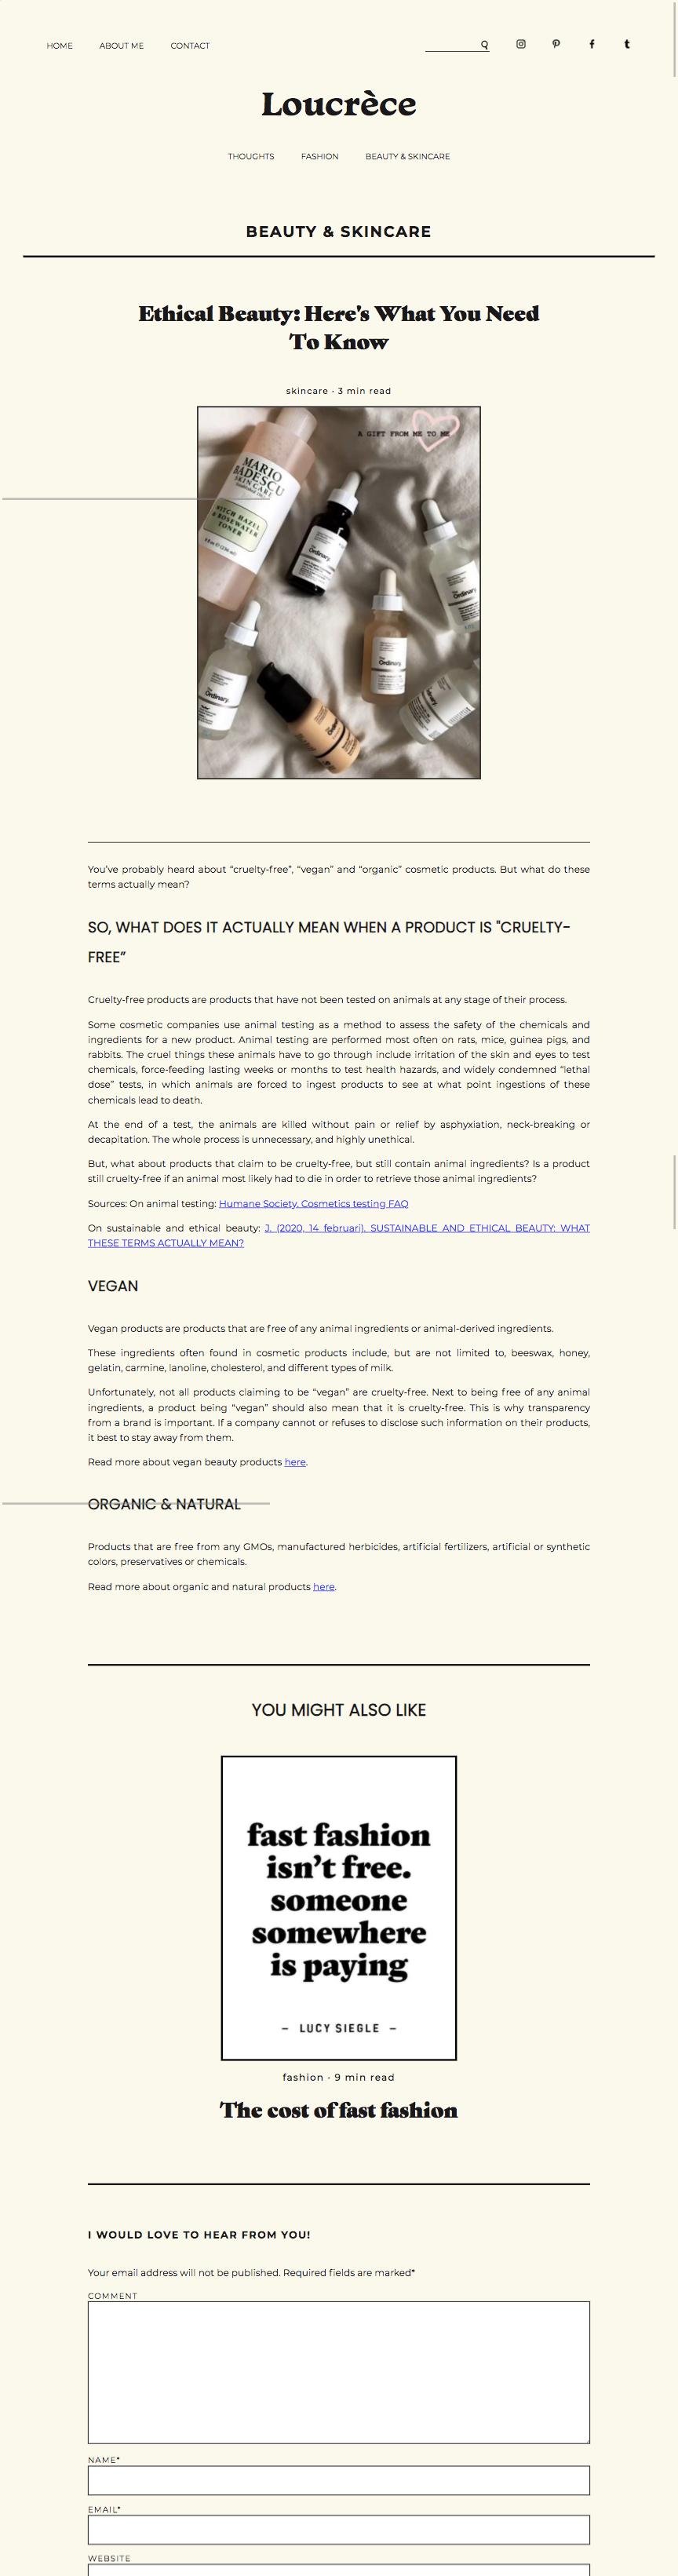 HOME ABOUT ME CONTACT
Loucrèce
THOUGHTS FASHION BEAUTY & SKINCARE
BEAUTY & SKINCARE
Ethical Beauty: Here's What You Need
To Know
skincare · 3 min read
A GIFT FROM ME TO ME
MARIO
BADESCU
SKIN CARE
WITCH HAZEL
& ROSEWATER
TONER
The
Ordinary.
The
Ordinary.
The
Ordinary.
The
Ordinary.
The
Ordinary.
The
Ordinary.
You've probably heard about “cruelty-free”, “vegan” and “organic” cosmetic products. But what do these
terms actually mean?
SO, WHAT DOES IT ACTUALLY MEAN WHEN A PRODUCT IS "CRUELTY-
FREE”
Cruelty-free products are products that have not been tested on animals at any stage of their process.
Some cosmetic companies use animal testing as a method to assess the safety of the chemicals and
ingredients for a new product. Animal testing are performed most often on rats, mice, guinea pigs, and
rabbits. The cruel things these animals have to go through include irritation of the skin and eyes to test
chemicals, force-feeding lasting weeks or months to test health hazards, and widely condemned “lethal
dose” tests, in which animals are forced to ingest products to see at what point ingestions of these
chemicals lead to death.
At the end of a test, the animals are killed without pain or relief by asphyxiation, neck-breaking or
decapitation. The whole process is unnecessary, and highly unethical.
But, what about products that claim to be cruelty-free, but still contain animal ingredients? Is a product
still cruelty-free if an animal most likely had to die in order to retrieve those animal ingredients?
Sources: On animal testing: Humane Society. Cosmetics testing FAQ
On sustainable and ethical beauty: J. (2020, 14 februari). SUSTAINABLE AND ETHICAL BEAUTY: WHAT
THESE TERMS ACTUALLY MEAN?
VEGAN
Vegan products are products that are free of any animal ingredients or animal-derived ingredients.
These ingredients often found in cosmetic products include, but are not limited to, beeswax, honey,
gelatin, carmine, lanoline, cholesterol, and different types of milk.
Unfortunately, not all products claiming to be “vegan” are cruelty-free. Next to being free of any animal
ingredients, a product being “vegan” should also mean that it is cruelty-free. This is why transparency
from a brand is important. If a company cannot or refuses to disclose such information on their products,
it best to stay away from them.
Read more about vegan beauty products here.
ORGANIC & NATURAL
Products that are free from any GMOs, manufactured herbicides, artificial fertilizers, artificial or synthetic
colors, preservatives or chemicals.
Read more about organic and natural products here.
YOU MIGHT ALSO LIKE
fast fashion
isn’t free.
someone
somewhere
is paying
– LUCY SIEGLE –
fashion · 9 min read
The cost of fast fashion
I WOULD LOVE TO HEAR FROM YOU!
Your email address will not be published. Required fields are marked*
COMMENT
NAME*
EMAIL*
WEBSITE